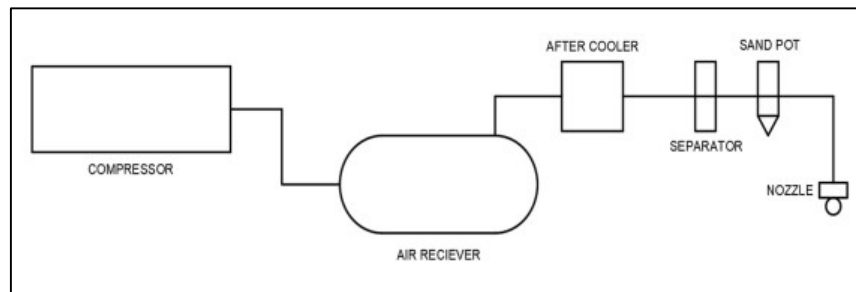 AFTER COOLER
SAND POT
COMPRESSOR
SEPARATOR
NOZZLE
AIR RECIEVER